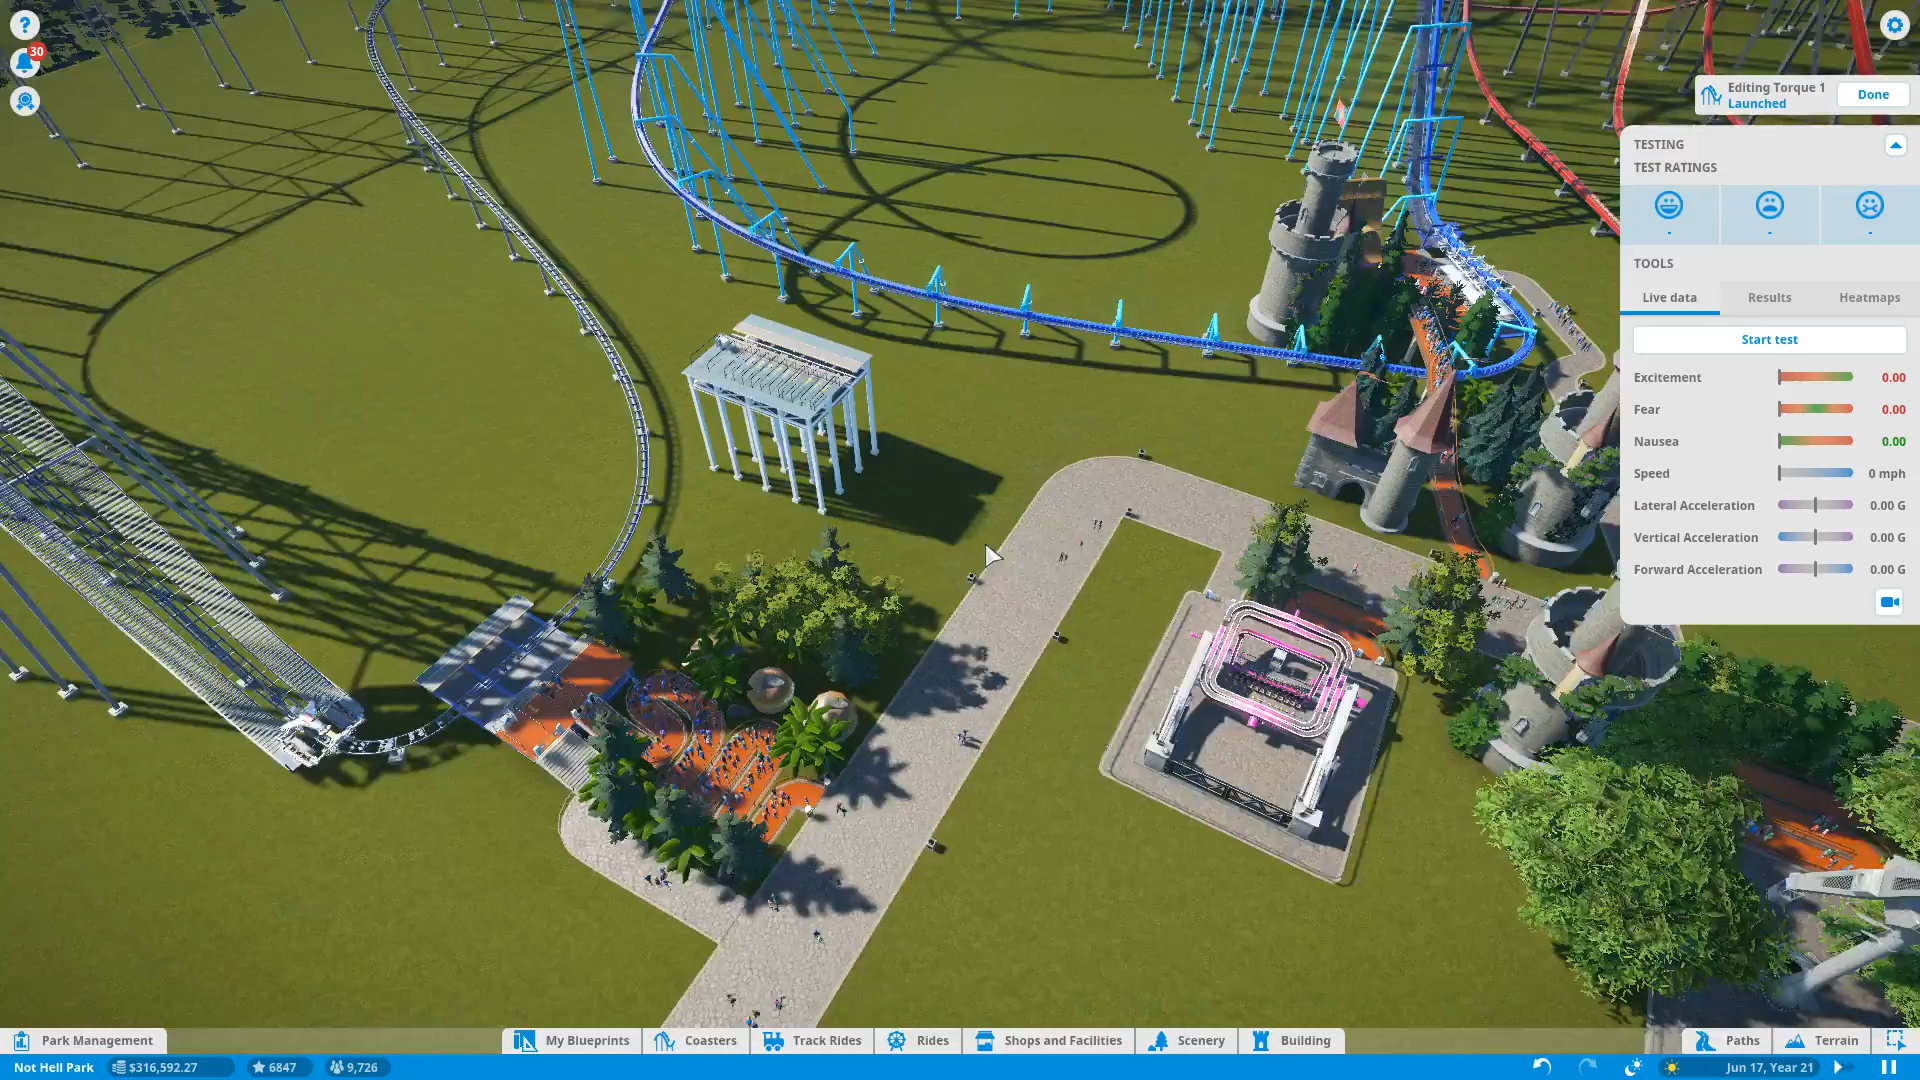 ?
30
Editing Torque 1
Launched
Done
TESTING
TEST RATINGS
- - -
TOOLS
Live data Results Heatmaps
Start test
Excitement 0.00
Fear 0.00
Nausea 0.00
Speed 0 mph
Lateral Acceleration 0.00 G
Vertical Acceleration 0.00 G
Forward Acceleration 0.00 G
Park Management My Blueprints Coasters Track Rides Rides Shops and Facilities Scenery Building Paths Terrain
Not Hell Park $316,592.27 6847 9,726 Jun 17, Year 21